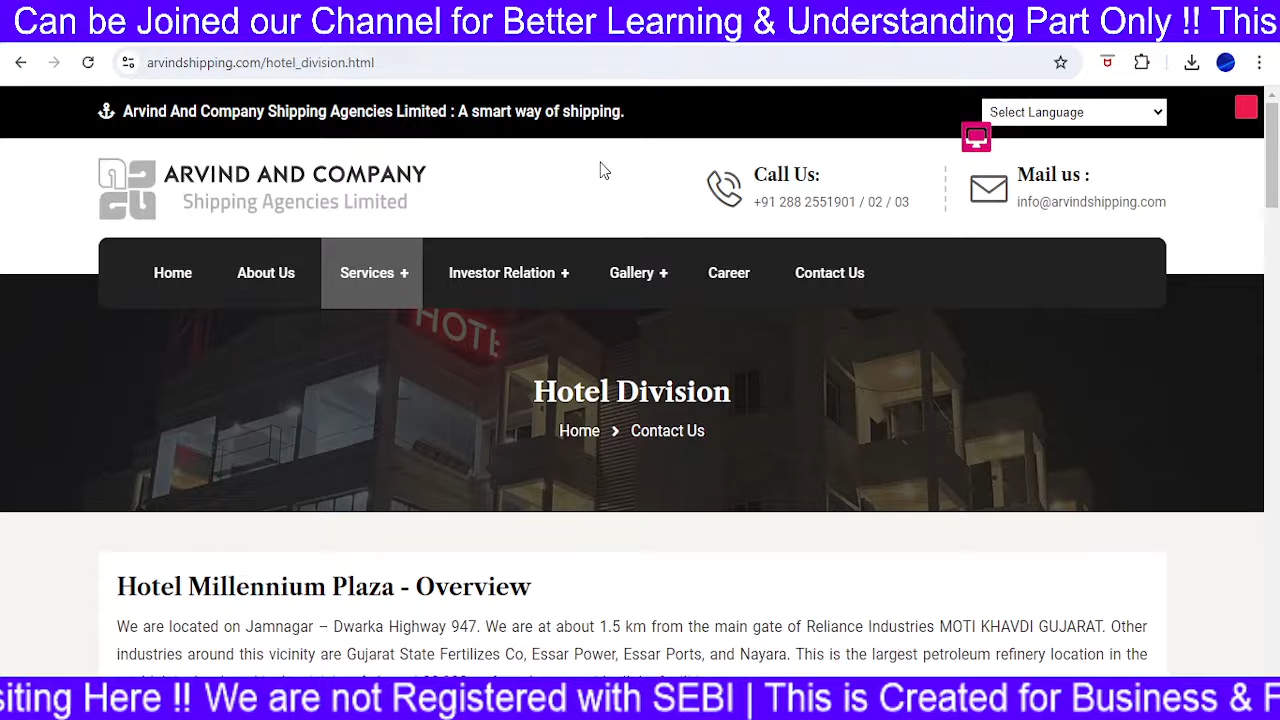 Can be Joined our Channel for Better Learning & Understanding Part Only !! This
arvindshipping.com/hotel_division.html
Arvind And Company Shipping Agencies Limited : A smart way of shipping.
Select Language
ARVIND AND COMPANY
Shipping Agencies Limited
Call Us:
+91 288 2551901 / 02 / 03
Mail us :
info@arvindshipping.com
Home About Us Services + Investor Relation + Gallery + Career Contact Us
HOTE
Hotel Division
Home > Contact Us
Hotel Millennium Plaza - Overview
We are located on Jamnagar – Dwarka Highway 947. We are at about 1.5 km from the main gate of Reliance Industries MOTI KHAVDI GUJARAT. Other
industries around this vicinity are Gujarat State Fertilizes Co, Essar Power, Essar Ports, and Nayara. This is the largest petroleum refinery location in the
siting Here !! We are not Registered with SEBI | This is Created for Business & F